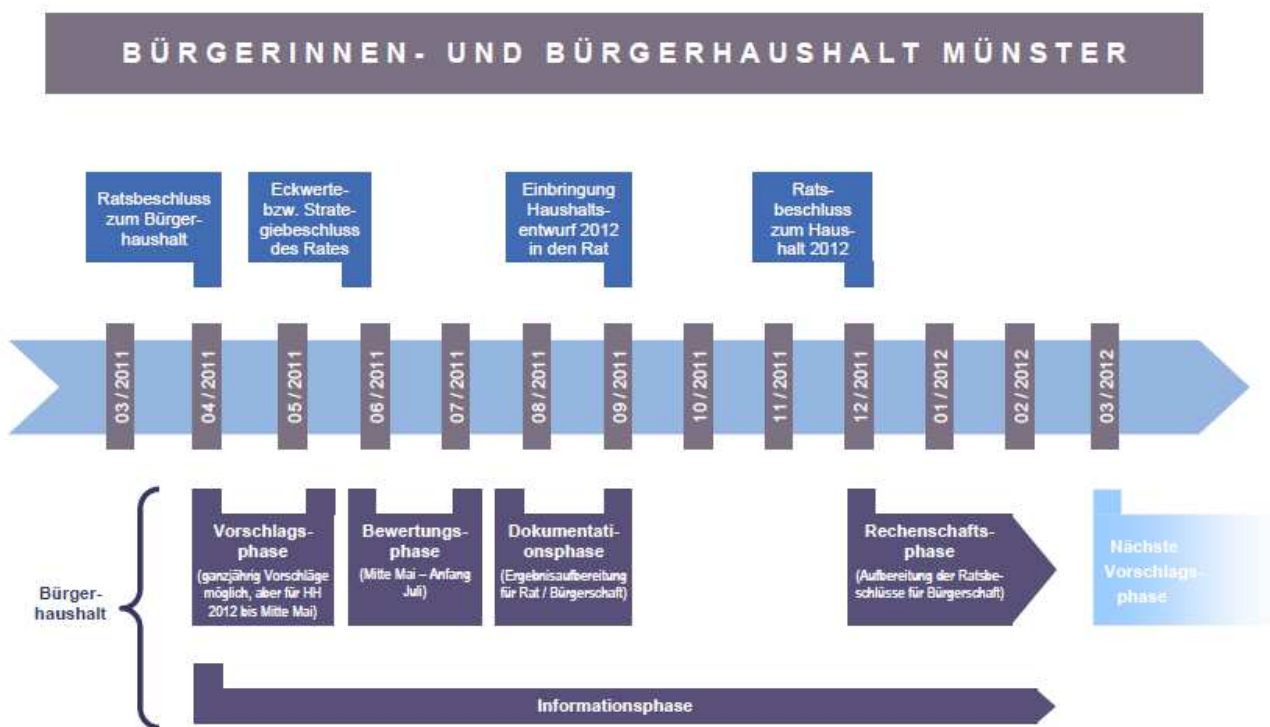 BÜRGERINNEN- UND BÜRGERHAUSHALT MÜNSTER
Ratsbeschluss
zum Bürger-
haushalt
Eckwerte-
bzw. Strate-
giebeschluss
des Rates
Einbringung
Haushalts-
entwurf 2012
in den Rat
Rats-
beschluss
zum Haus-
halt 2012
03 / 2011
04 / 2011
05 / 2011
06 / 2011
07 / 2011
08 / 2011
09 / 2011
10 / 2011
11 / 2011
12 / 2011
01 / 2012
02 / 2012
03 / 2012
Bürger-
haushalt
Vorschlags-
phase
(ganzjährig Vorschläge
möglich, aber für HH
2012 bis Mitte Mai)
Bewertungs-
phase
(Mitte Mai – Anfang
Juli)
Dokumentati-
onsphase
(Ergebnisaufbereitung
für Rat / Bürgerschaft)
Rechenschafts-
phase
(Aufbereitung der Ratsbe-
schlüsse für Bürgerschaft)
Nächste
Vorschlags-
phase
Informationsphase